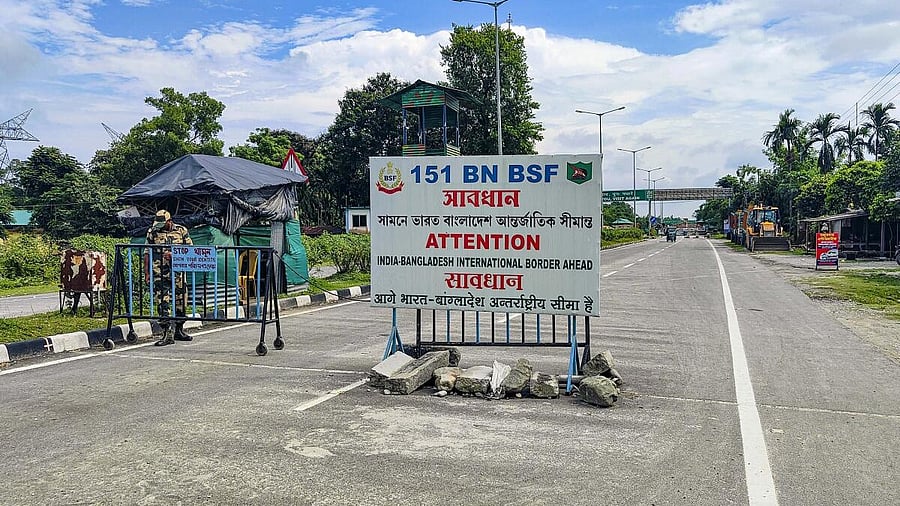 151 BN BSF
BSF
সাবধান
সামনে ভারত বাংলাদেশ আন্তর্জাতিক সীমান্ত
ATTENTION
INDIA-BANGLADESH INTERNATIONAL BORDER AHEAD
सावधान
आगे भारत-बांग्लादेश अन्तर्राष्ट्रीय सीमा है
STOP থামুন